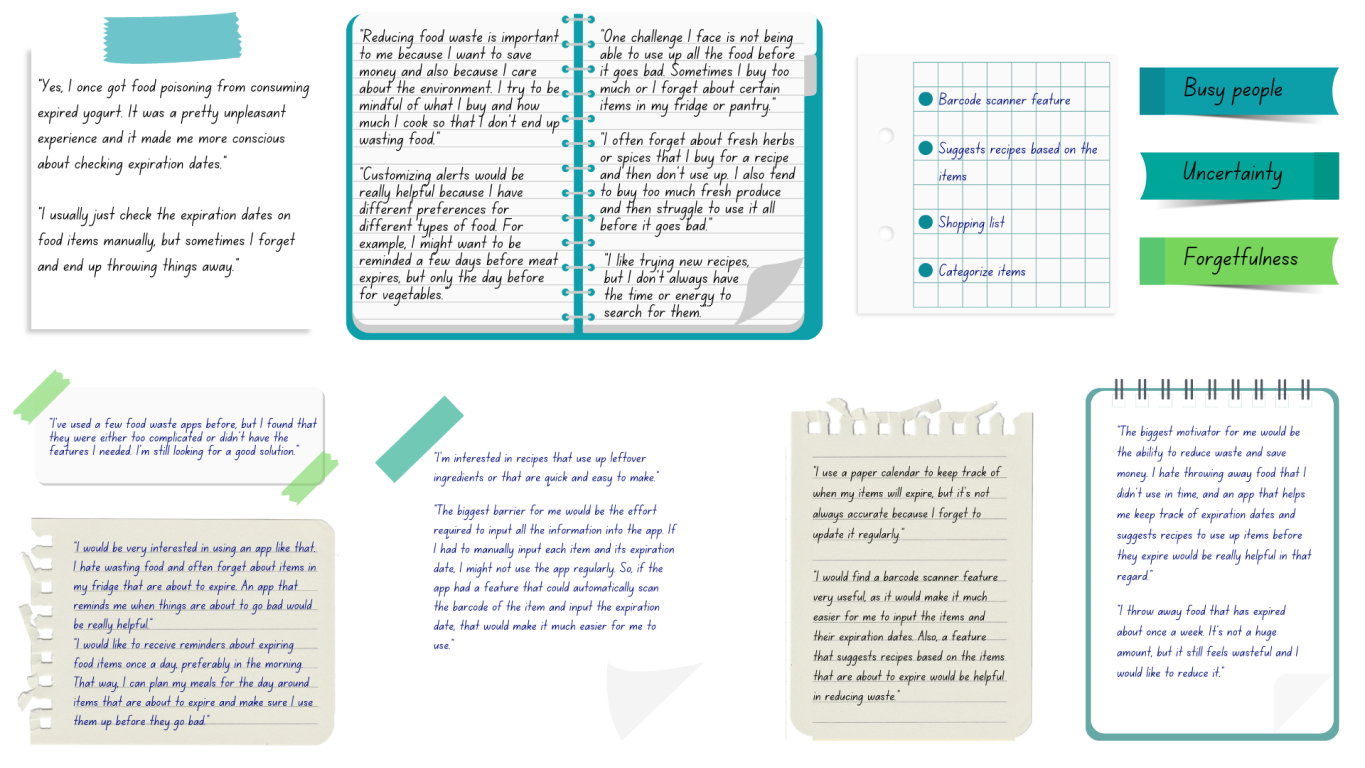 "Yes, I once got food poisoning from consuming
expired yogurt. It was a pretty unpleasant
experience and it made me more conscious
about checking expiration dates."
"I usually just check the expiration dates on
food items manually, but sometimes I forget
and end up throwing things away."
"Reducing food waste is important
to me because I want to save
money and also because I care
about the environment. I try to be
mindful of what I buy and how
much I cook so that I don't end up
wasting food."
"Customizing alerts would be
really helpful because I have
different preferences for
different types of food. For
example, I might want to be
reminded a few days before meat
expires, but only the day before
for vegetables."
"One challenge I face is not being
able to use up all the food before
it goes bad. Sometimes I buy too
much or I forget about certain
items in my fridge or pantry."
"I often forget about fresh herbs
or spices that I buy for a recipe
and then don't use up. I also tend
to buy too much fresh produce
and then struggle to use it all
before it goes bad."
"I like trying new recipes,
but I don't always have
the time or energy to
search for them."
Barcode scanner feature
Suggests recipes based on the
items
Shopping list
Categorize items
Busy people
Uncertainty
Forgetfulness
"I've used a few food waste apps before, but I found that
they were either too complicated or didn't have the
features I needed. I'm still looking for a good solution."
"I would be very interested in using an app like that.
I hate wasting food and often forget about items in
my fridge that are about to expire. An app that
reminds me when things are about to go bad would
be really helpful."
"I would like to receive reminders about expiring
food items once a day, preferably in the morning.
That way, I can plan my meals for the day around
items that are about to expire and make sure I use
them up before they go bad."
"I'm interested in recipes that use up leftover
ingredients or that are quick and easy to make."
"The biggest barrier for me would be the effort
required to input all the information into the app. If
I had to manually input each item and its expiration
date, I might not use the app regularly. So, if the
app had a feature that could automatically scan
the barcode of the item and input the expiration
date, that would make it much easier for me to
use."
"I use a paper calendar to keep track of
when my items will expire, but it's not
always accurate because I forget to
update it regularly."
"I would find a barcode scanner feature
very useful, as it would make it much
easier for me to input the items and
their expiration dates. Also, a feature
that suggests recipes based on the items
that are about to expire would be helpful
in reducing waste."
"The biggest motivator for me would be
the ability to reduce waste and save
money. I hate throwing away food that I
didn't use in time, and an app that helps
me keep track of expiration dates and
suggests recipes to use up items before
they expire would be really helpful in that
regard."
"I throw away food that has expired
about once a week. It's not a huge
amount, but it still feels wasteful and I
would like to reduce it."